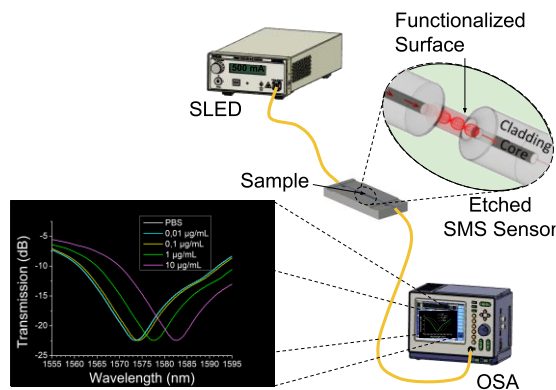 Functionalized
Surface
500 mA
SLED
Cladding
Core
Sample
Etched
SMS Sensor
PBS
0,01 µg/mL
0,1 µg/mL
1 µg/mL
10 µg/mL
Transmission (dB)
-5
-10
-15
-20
-25
1555 1560 1565 1570 1575 1580 1585 1590 1595
Wavelength (nm)
OSA